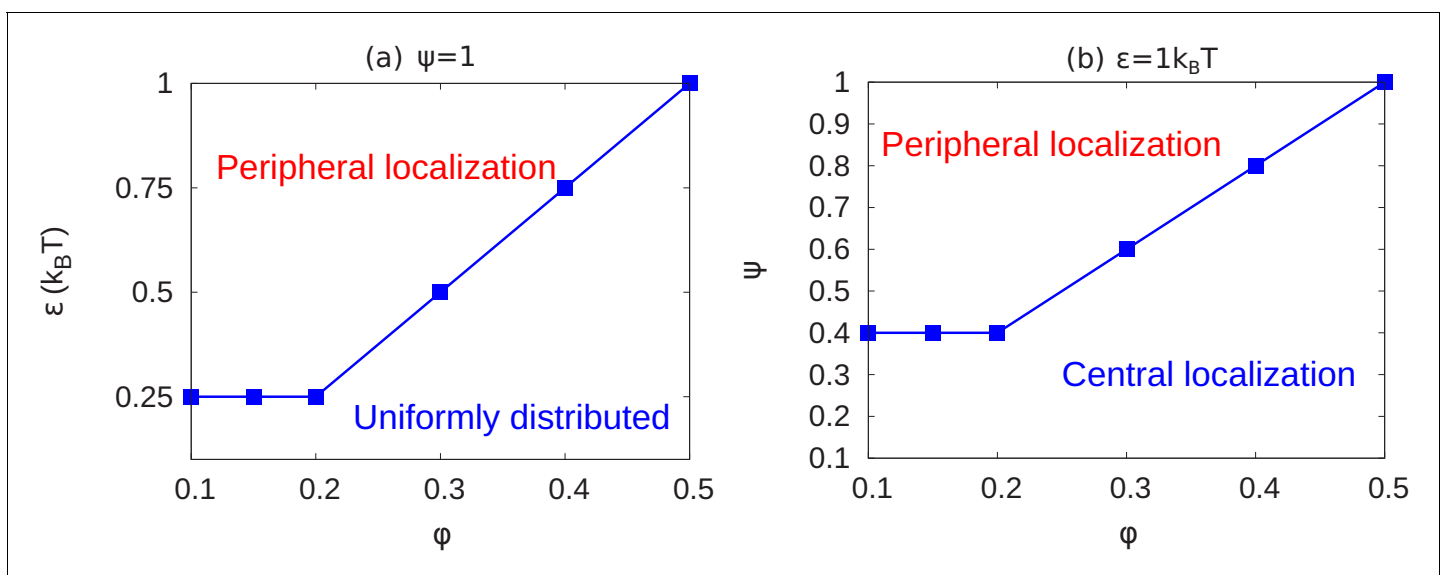 (a) ψ=1
1
0.75
0.5
0.25
ε (k_BT)
Peripheral localization
Uniformly distributed
0.1 0.2 0.3 0.4 0.5
φ
(b) ε=1k_BT
1
0.9
0.8
0.7
0.6
0.5
0.4
0.3
0.2
0.1
ψ
Peripheral localization
Central localization
0.1 0.2 0.3 0.4 0.5
φ